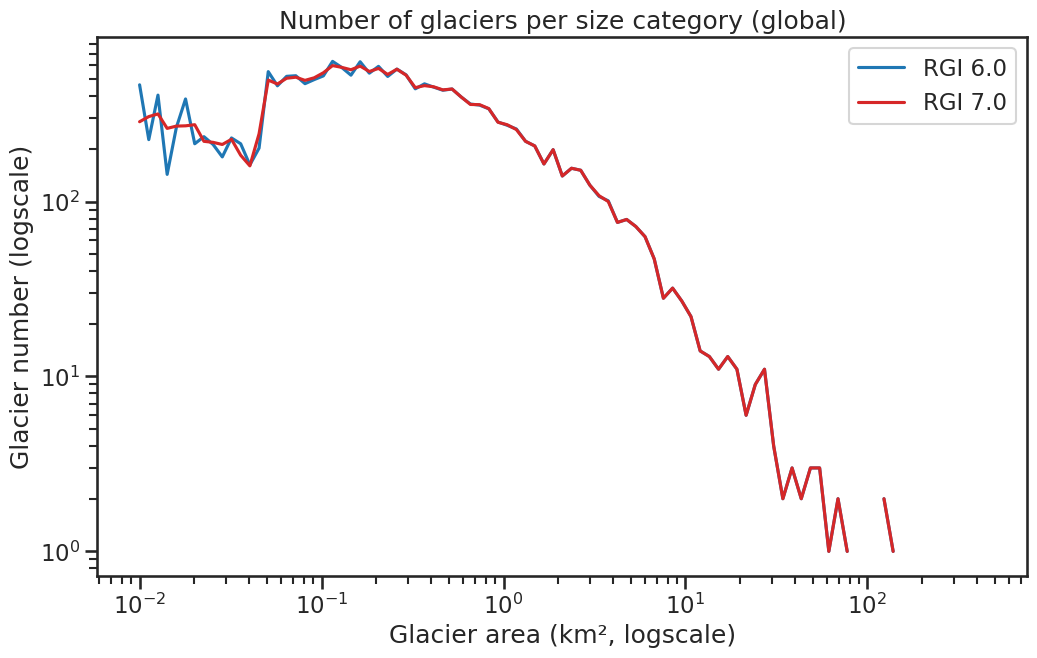 Number of glaciers per size category (global)
RGI 6.0
RGI 7.0
Glacier number (logscale)
10²
10¹
10⁰
10⁻²
10⁻¹
10⁰
10¹
10²
Glacier area (km², logscale)